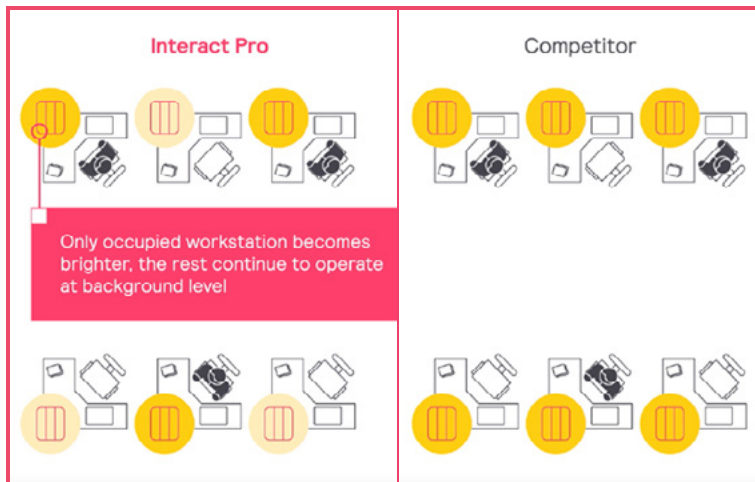 Interact Pro
Competitor
Only occupied workstation becomes
brighter, the rest continue to operate
at background level